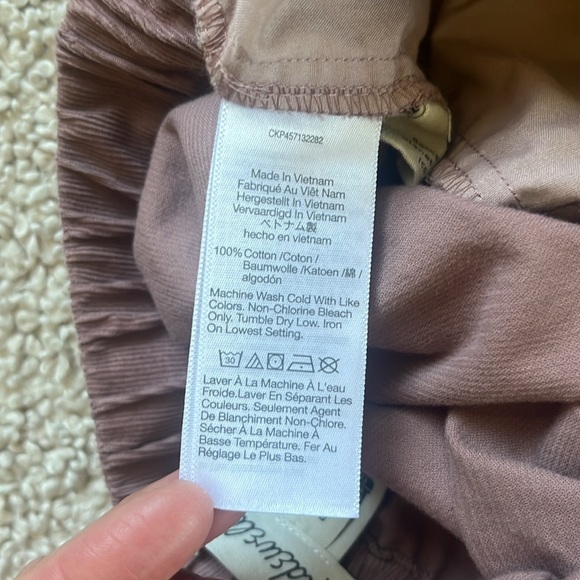 CKP457132282
Made In Vietnam
Fabriqué Au Viêt Nam
Hergestellt In Vietnam
Vervaardigd In Vietnam
ベトナム製
hecho en vietnam
100% Cotton /Coton /
Baumwolle /Katoen /綿 /
algodón
Machine Wash Cold With Like
Colors. Non-Chlorine Bleach
Only. Tumble Dry Low. Iron
On Lowest Setting.
30
Laver À La Machine À L'eau
Froide.Laver En Séparant Les
Couleurs. Seulement Agent
De Blanchiment Non-Chlore.
Sécher À La Machine À
Basse Température. Fer Au
Réglage Le Plus Bas.